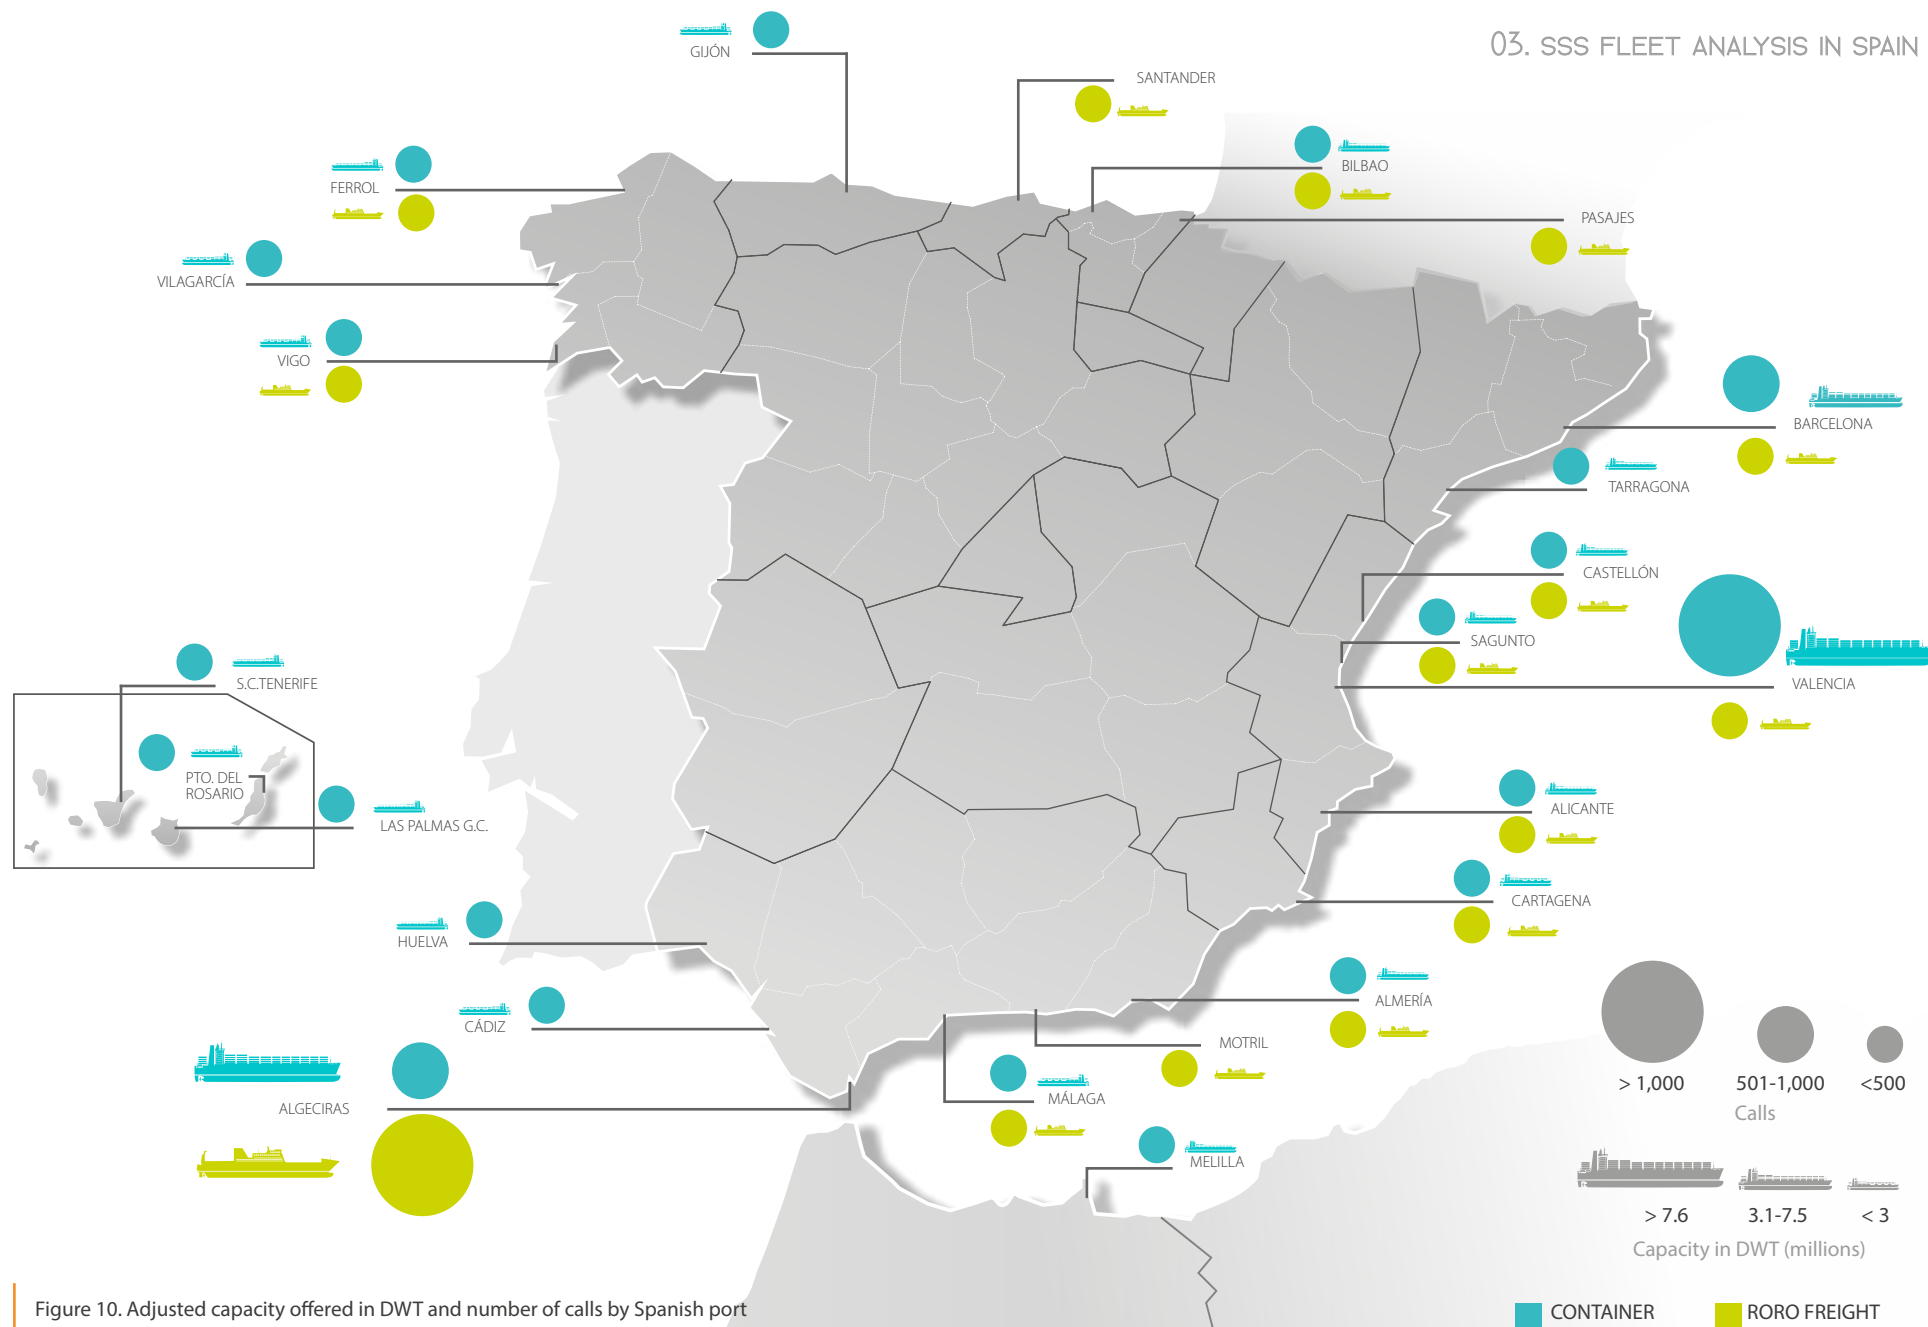 03. SSS FLEET ANALYSIS IN SPAIN
GIJÓN
SANTANDER
BILBAO
FERROL
PASAJES
VILAGARCÍA
VIGO
BARCELONA
TARRAGONA
CASTELLÓN
SAGUNTO
S.C.TENERIFE
VALENCIA
PTO. DEL
ROSARIO
LAS PALMAS G.C.
ALICANTE
CARTAGENA
HUELVA
ALMERÍA
CÁDIZ
MOTRIL
MÁLAGA
ALGECIRAS
MELILLA
> 1,000
501-1,000
<500
Calls
> 7.6
3.1-7.5
< 3
Capacity in DWT (millions)
Figure 10. Adjusted capacity offered in DWT and number of calls by Spanish port
CONTAINER
RORO FREIGHT